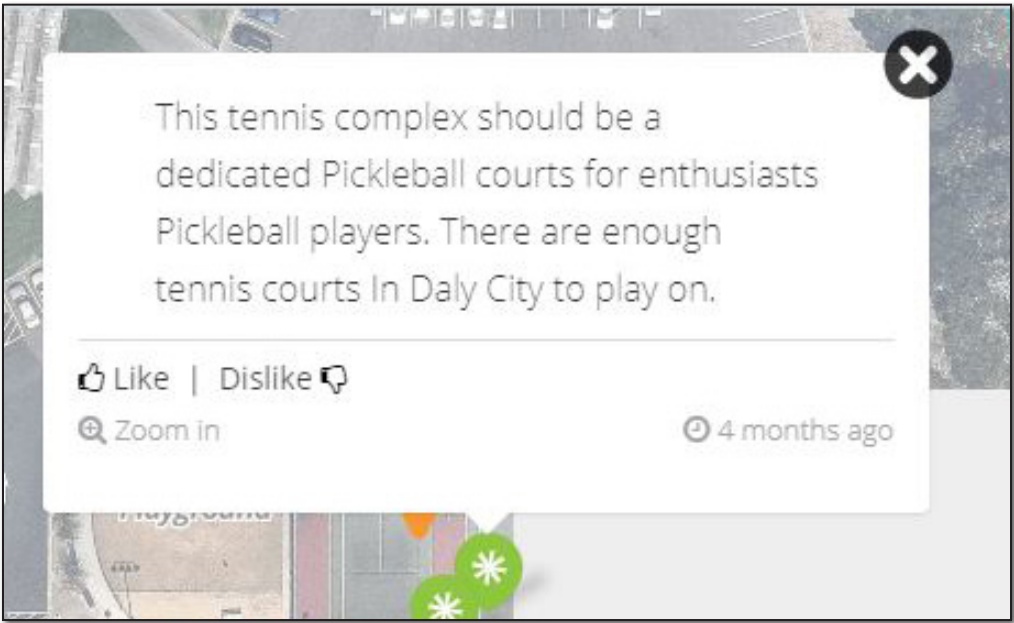 This tennis complex should be a
dedicated Pickleball courts for enthusiasts
Pickleball players. There are enough
tennis courts In Daly City to play on.
Like | Dislike
Zoom in
4 months ago
Playground